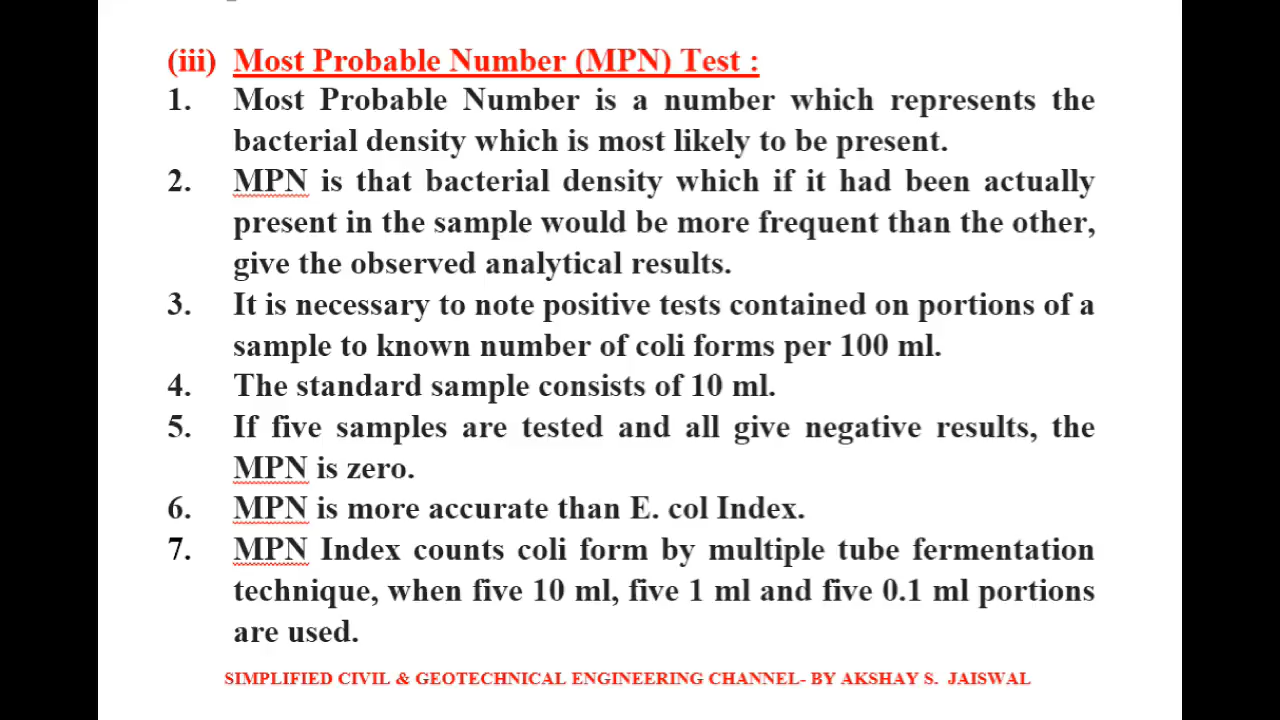 (iii) Most Probable Number (MPN) Test :
1. Most Probable Number is a number which represents the
bacterial density which is most likely to be present.
2. MPN is that bacterial density which if it had been actually
present in the sample would be more frequent than the other,
give the observed analytical results.
3. It is necessary to note positive tests contained on portions of a
sample to known number of coli forms per 100 ml.
4. The standard sample consists of 10 ml.
5. If five samples are tested and all give negative results, the
MPN is zero.
6. MPN is more accurate than E. col Index.
7. MPN Index counts coli form by multiple tube fermentation
technique, when five 10 ml, five 1 ml and five 0.1 ml portions
are used.
SIMPLIFIED CIVIL & GEOTECHNICAL ENGINEERING CHANNEL- BY AKSHAY S. JAISWAL